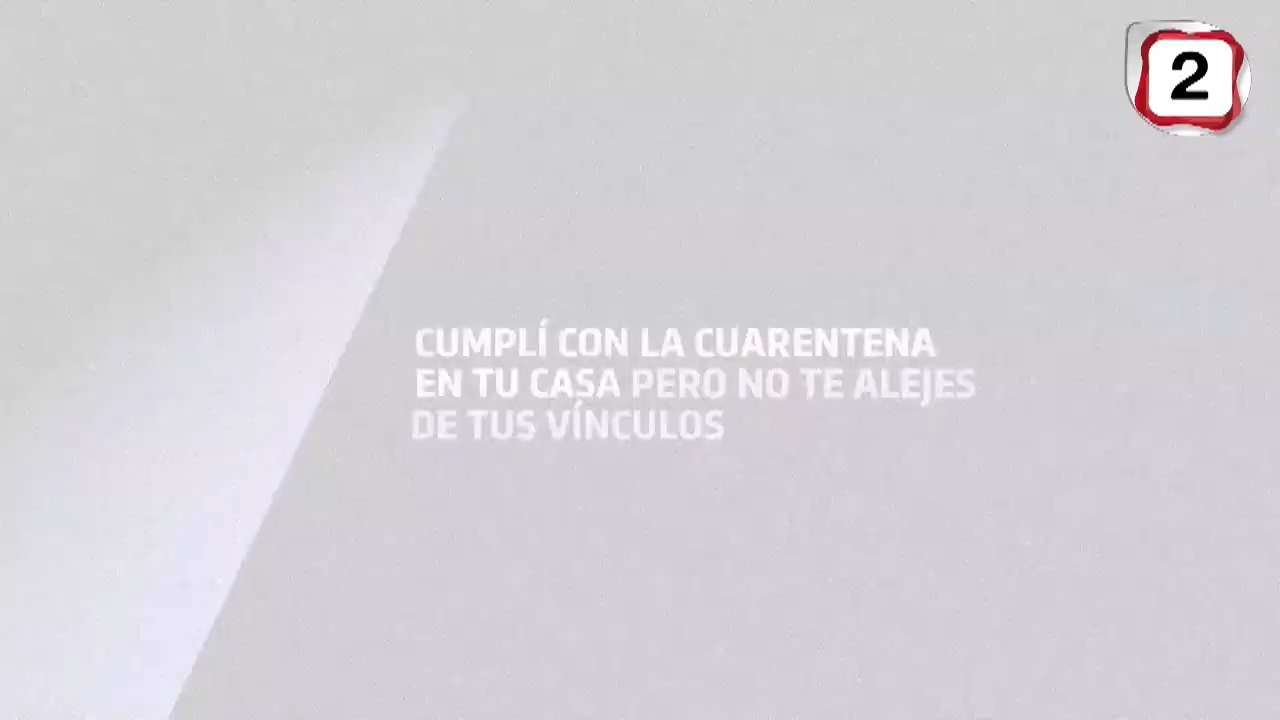 2
CUMPLÍ CON LA CUARENTENA
EN TU CASA PERO NO TE ALEJES
DE TUS VÍNCULOS